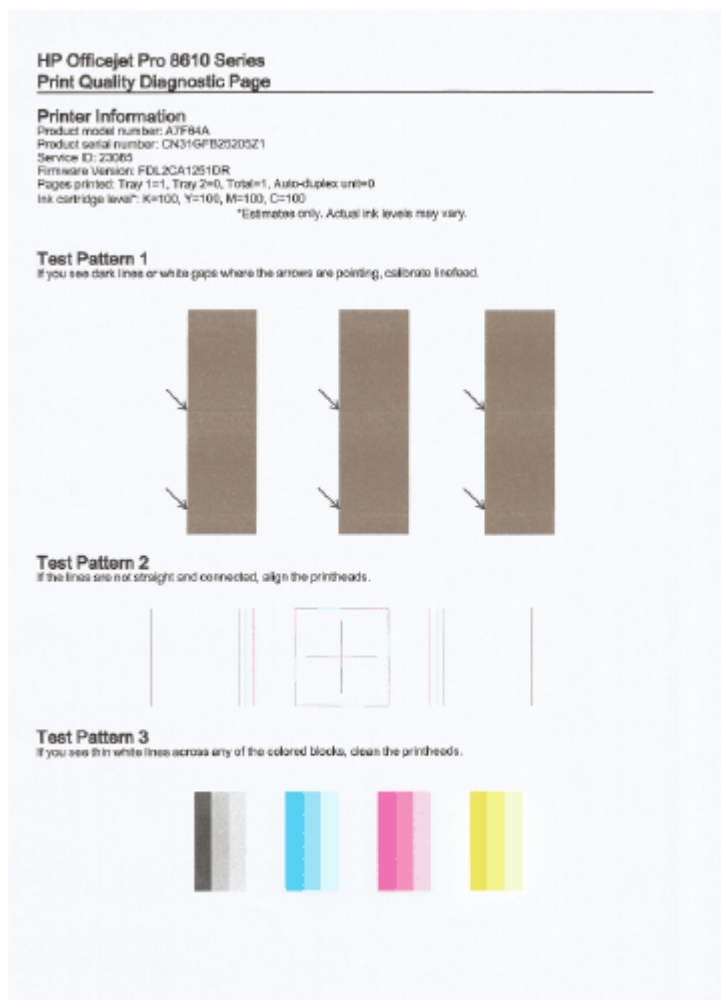 HP Officejet Pro 8610 Series
Print Quality Diagnostic Page
Printer Information
Product model number: A7F64A
Product serial number: CN31GFB25205Z1
Service ID: 23065
Firmware Version: FDL2CA1251DR
Pages printed: Tray 1=1, Tray 2=0, Total=1, Auto-duplex unit=0
Ink cartridge level*: K=100, Y=100, M=100, C=100
*Estimates only. Actual ink levels may vary.
Test Pattern 1
If you see dark lines or white gaps where the arrows are pointing, calibrate linefeed.
Test Pattern 2
If the lines are not straight and connected, align the printheads.
Test Pattern 3
If you see thin white lines across any of the colored blocks, clean the printheads.